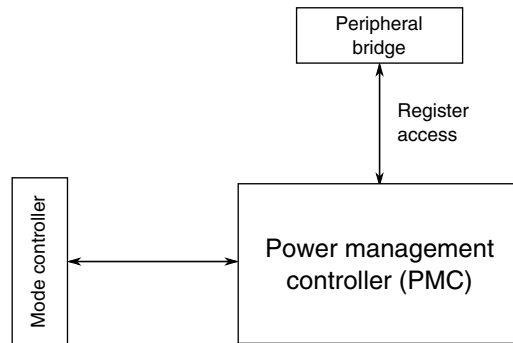 Peripheral
bridge
Register
access
Mode controller
Power management
controller (PMC)